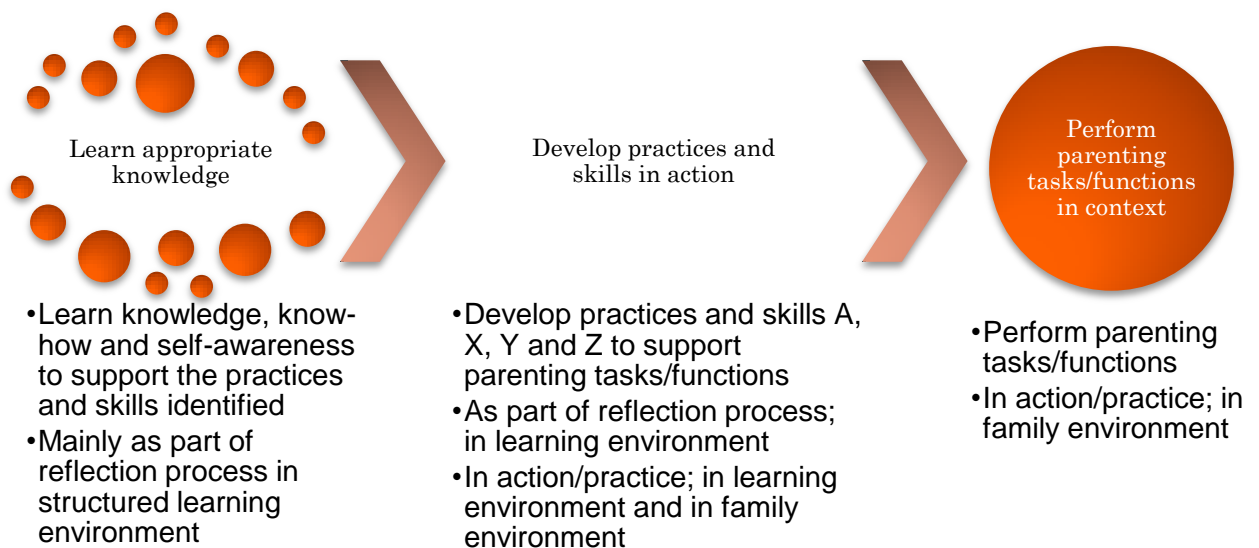 Learn appropriate
knowledge
Develop practices and
skills in action
Perform
parenting
tasks/functions
in context
•Learn knowledge, know-
how and self-awareness
to support the practices
and skills identified
•Mainly as part of
reflection process in
structured learning
environment
•Develop practices and skills A,
X, Y and Z to support
parenting tasks/functions
•As part of reflection process;
in learning environment
•In action/practice; in learning
environment and in family
environment
•Perform parenting
tasks/functions
•In action/practice; in
family environment